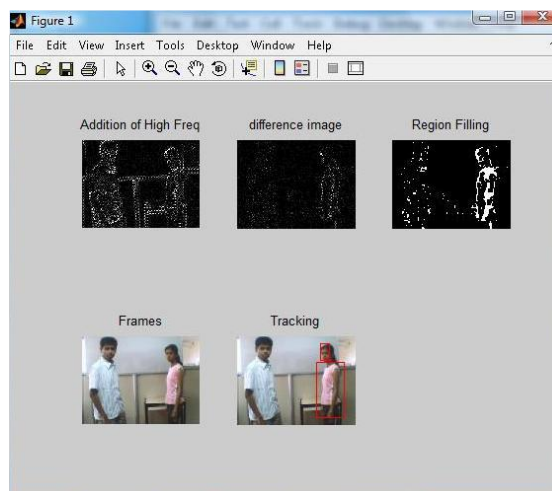 Figure 1
File Edit View Insert Tools Desktop Window Help
Addition of High Freq
difference image
Region Filling
Frames
Tracking